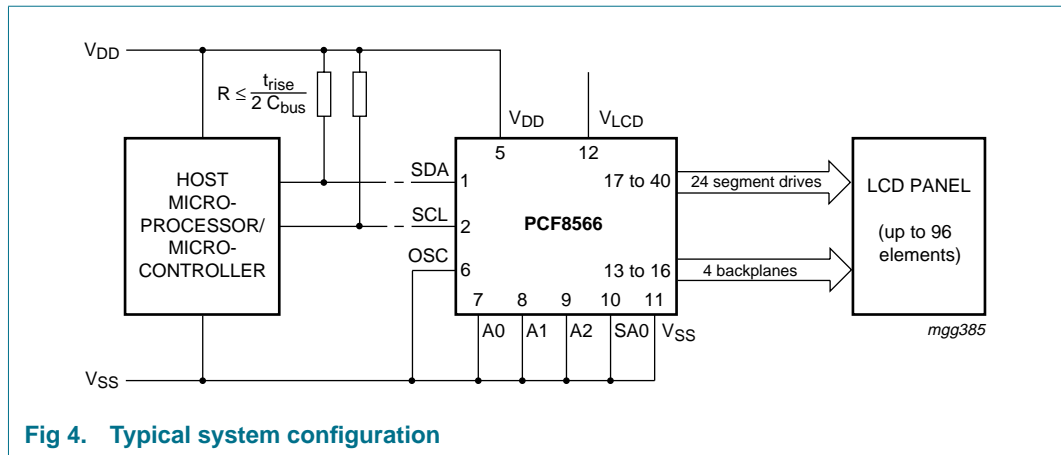 VDD
R ≤ trise
2 Cbus
VDD
VLCD
5
12
HOST
MICRO-
PROCESSOR/
MICRO-
CONTROLLER
SDA
1
SCL
2
OSC
6
PCF8566
17 to 40
24 segment drives
13 to 16
4 backplanes
LCD PANEL
(up to 96
elements)
7 8 9 10 11
A0 A1 A2 SA0 VSS
mgg385
VSS
Fig 4. Typical system configuration